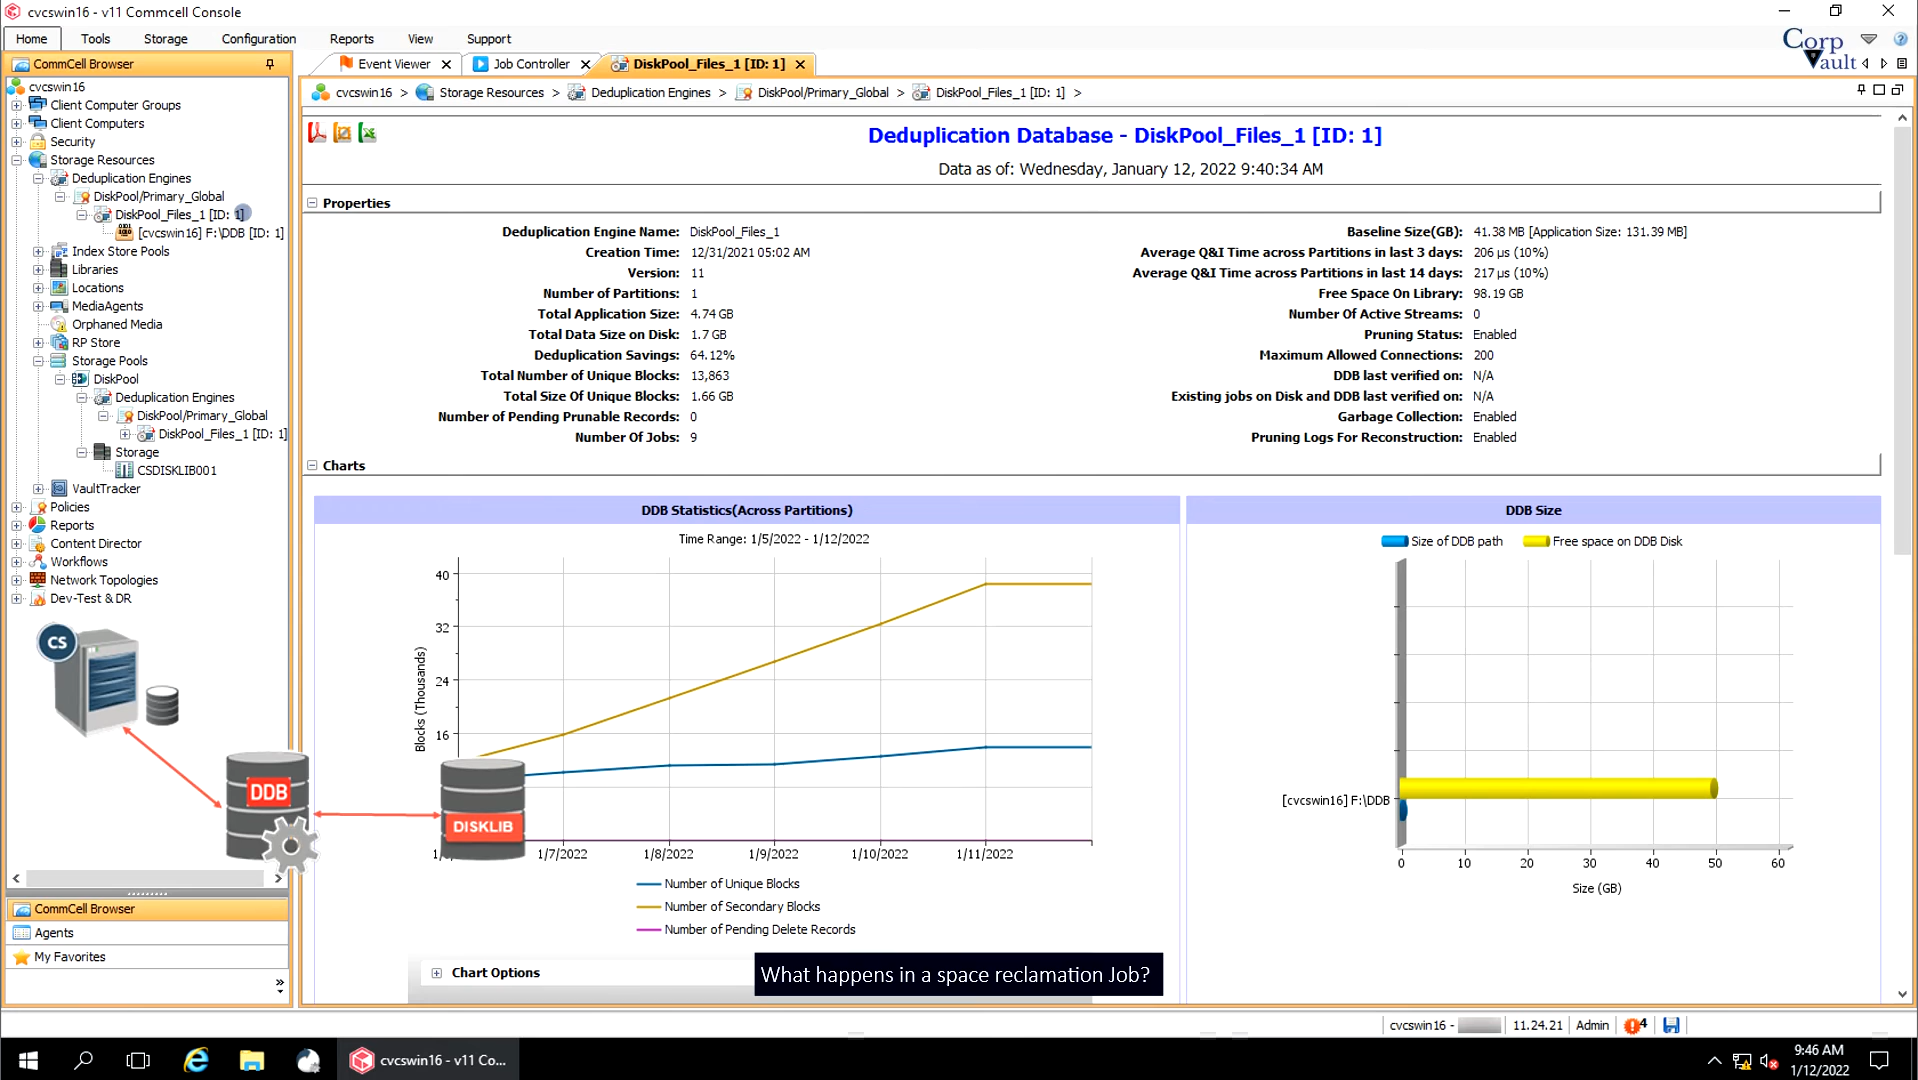 cvcswin16 - v11 Commcell Console
Home Tools Storage Configuration Reports View Support
Corp Vault
CommCell Browser
Event Viewer Job Controller DiskPool_Files_1 [ID: 1]
cvcswin16 > Storage Resources > Deduplication Engines > DiskPool/Primary_Global > DiskPool_Files_1 [ID: 1] >
cvcswin16
Client Computer Groups
Client Computers
Security
Storage Resources
Deduplication Engines
DiskPool/Primary_Global
DiskPool_Files_1 [ID: 1]
[cvcswin16] F:\DDB [ID: 1]
Index Store Pools
Libraries
Locations
MediaAgents
Orphaned Media
RP Store
Storage Pools
DiskPool
Deduplication Engines
DiskPool/Primary_Global
DiskPool_Files_1 [ID: 1]
Storage
CSDISKLIB001
VaultTracker
Policies
Reports
Content Director
Workflows
Network Topologies
Dev-Test & DR
CS
DDB
DISKLIB
CommCell Browser
Agents
My Favorites
Deduplication Database - DiskPool_Files_1 [ID: 1]
Data as of: Wednesday, January 12, 2022 9:40:34 AM
Properties
Deduplication Engine Name: DiskPool_Files_1
Creation Time: 12/31/2021 05:02 AM
Version: 11
Number of Partitions: 1
Total Application Size: 4.74 GB
Total Data Size on Disk: 1.7 GB
Deduplication Savings: 64.12%
Total Number of Unique Blocks: 13,863
Total Size Of Unique Blocks: 1.66 GB
Number of Pending Prunable Records: 0
Number Of Jobs: 9
Baseline Size(GB): 41.38 MB [Application Size: 131.39 MB]
Average Q&I Time across Partitions in last 3 days: 206 µs (10%)
Average Q&I Time across Partitions in last 14 days: 217 µs (10%)
Free Space On Library: 98.19 GB
Number Of Active Streams: 0
Pruning Status: Enabled
Maximum Allowed Connections: 200
DDB last verified on: N/A
Existing jobs on Disk and DDB last verified on: N/A
Garbage Collection: Enabled
Pruning Logs For Reconstruction: Enabled
Charts
DDB Statistics(Across Partitions)
Time Range: 1/5/2022 - 1/12/2022
Blocks (Thousands)
40
32
24
16
1/7/2022 1/8/2022 1/9/2022 1/10/2022 1/11/2022
Number of Unique Blocks
Number of Secondary Blocks
Number of Pending Delete Records
Chart Options
DDB Size
Size of DDB path Free space on DDB Disk
[cvcswin16] F:\DDB
0 10 20 30 40 50 60
Size (GB)
What happens in a space reclamation Job?
cvcswin16 - 11.24.21 Admin 4
cvcswin16 - v11 Co...
9:46 AM
1/12/2022